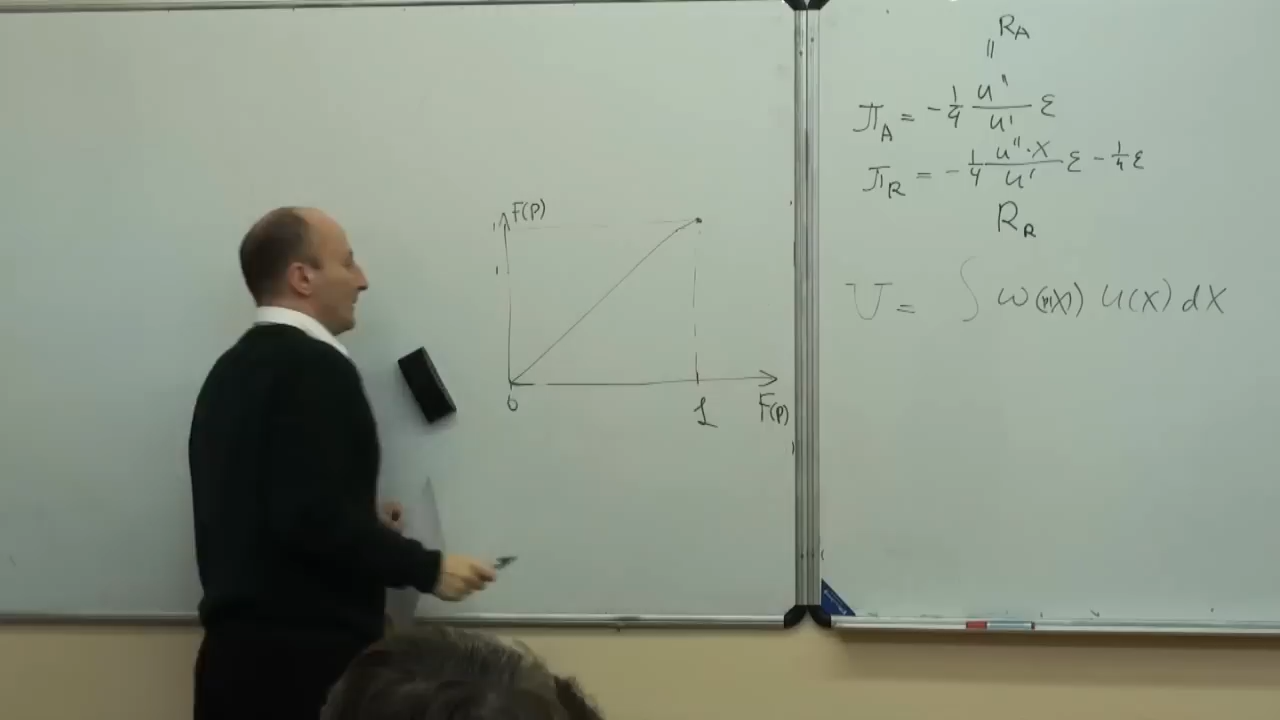 F(P)
1
0
1
F(P)
R_A
"
π_A = -1/4 u''/u' ε
π_R = -1/4 u''·x/u' ε - 1/4 ε
R_R
U = ∫ ω( ) u(x) dx